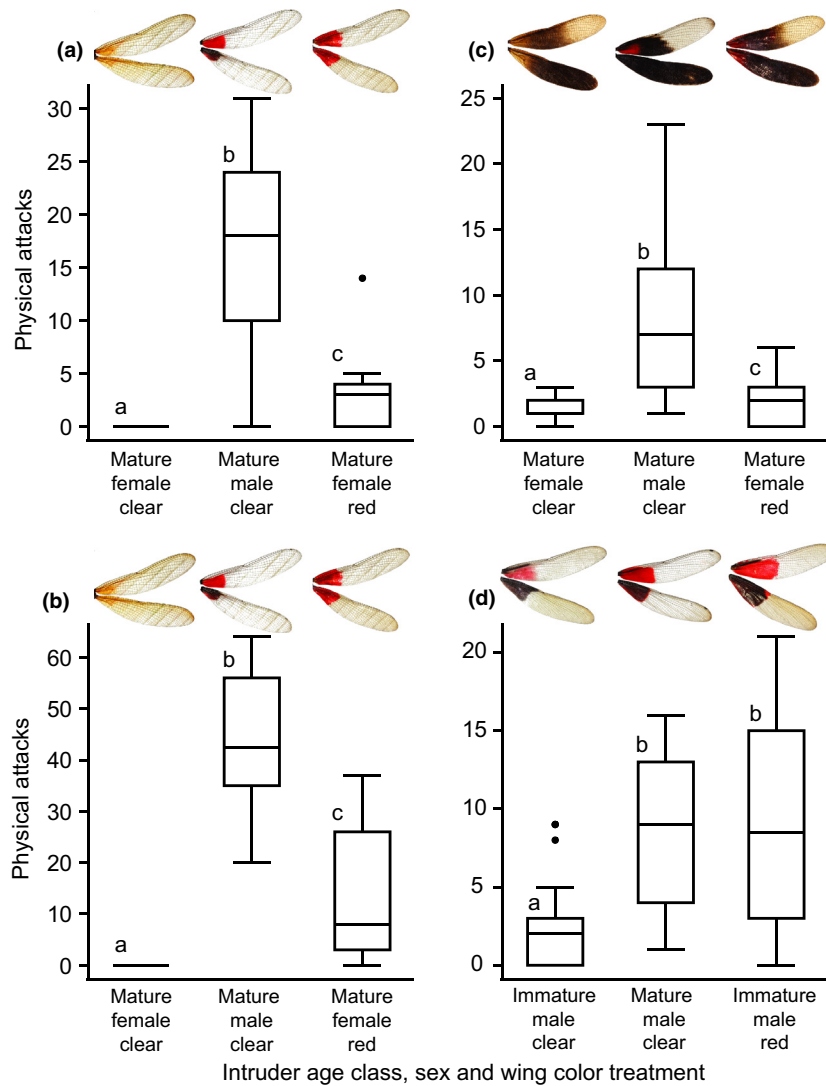 (a)
Physical attacks
30
25
20
15
10
5
0
a
b
c
Mature female clear
Mature male clear
Mature female red
(c)
25
20
15
10
5
0
a
b
c
Mature female clear
Mature male clear
Mature female red
(b)
Physical attacks
60
50
40
30
20
10
0
a
b
c
Mature female clear
Mature male clear
Mature female red
(d)
20
15
10
5
0
a
b
b
Immature male clear
Mature male clear
Immature male red
Intruder age class, sex and wing color treatment